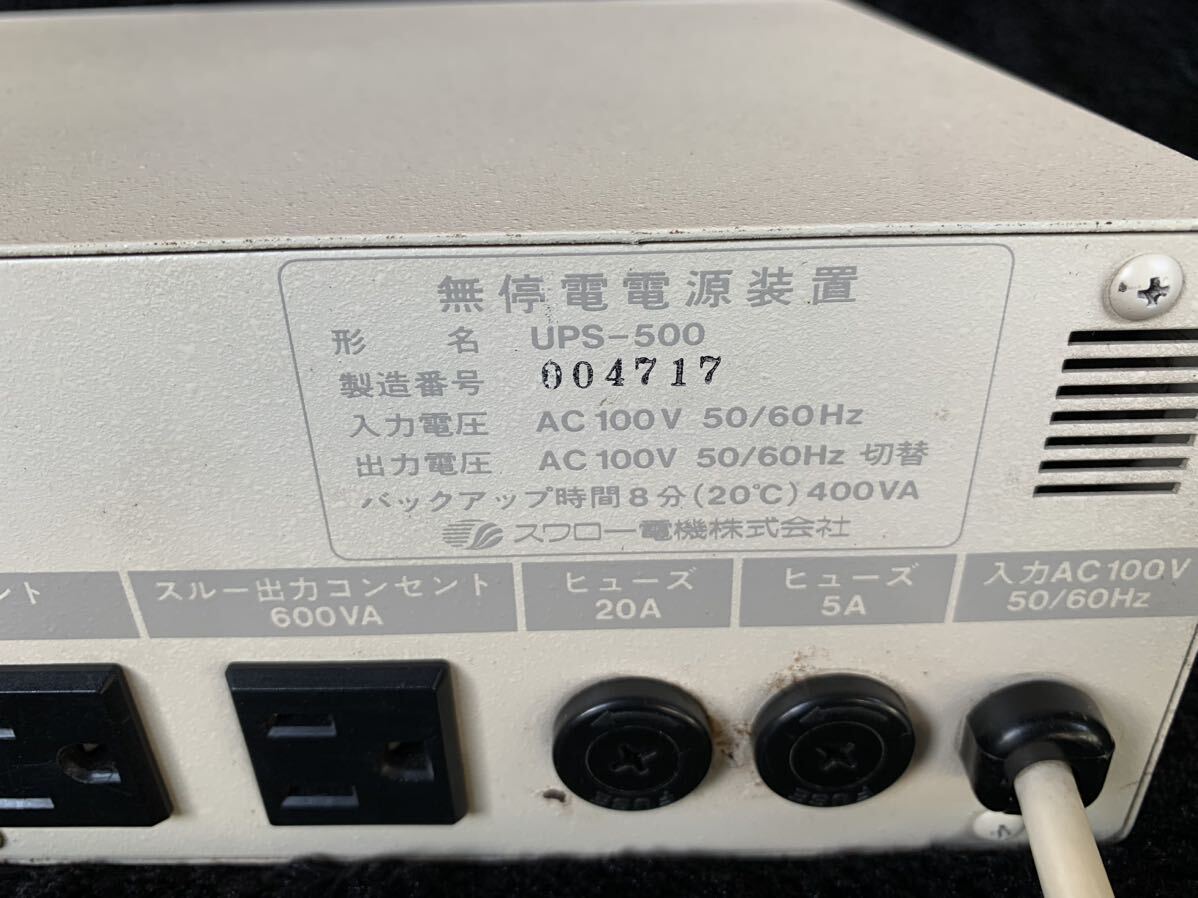 無停電電源装置
形 名 UPS-500
製造番号 004717
入力電圧 AC 100V 50/60Hz
出力電圧 AC 100V 50/60Hz 切替
バックアップ時間8分(20℃)400VA
スワロー電機株式会社
ント
スルー出力コンセント
600VA
ヒューズ
20A
ヒューズ
5A
入力AC100V
50/60Hz